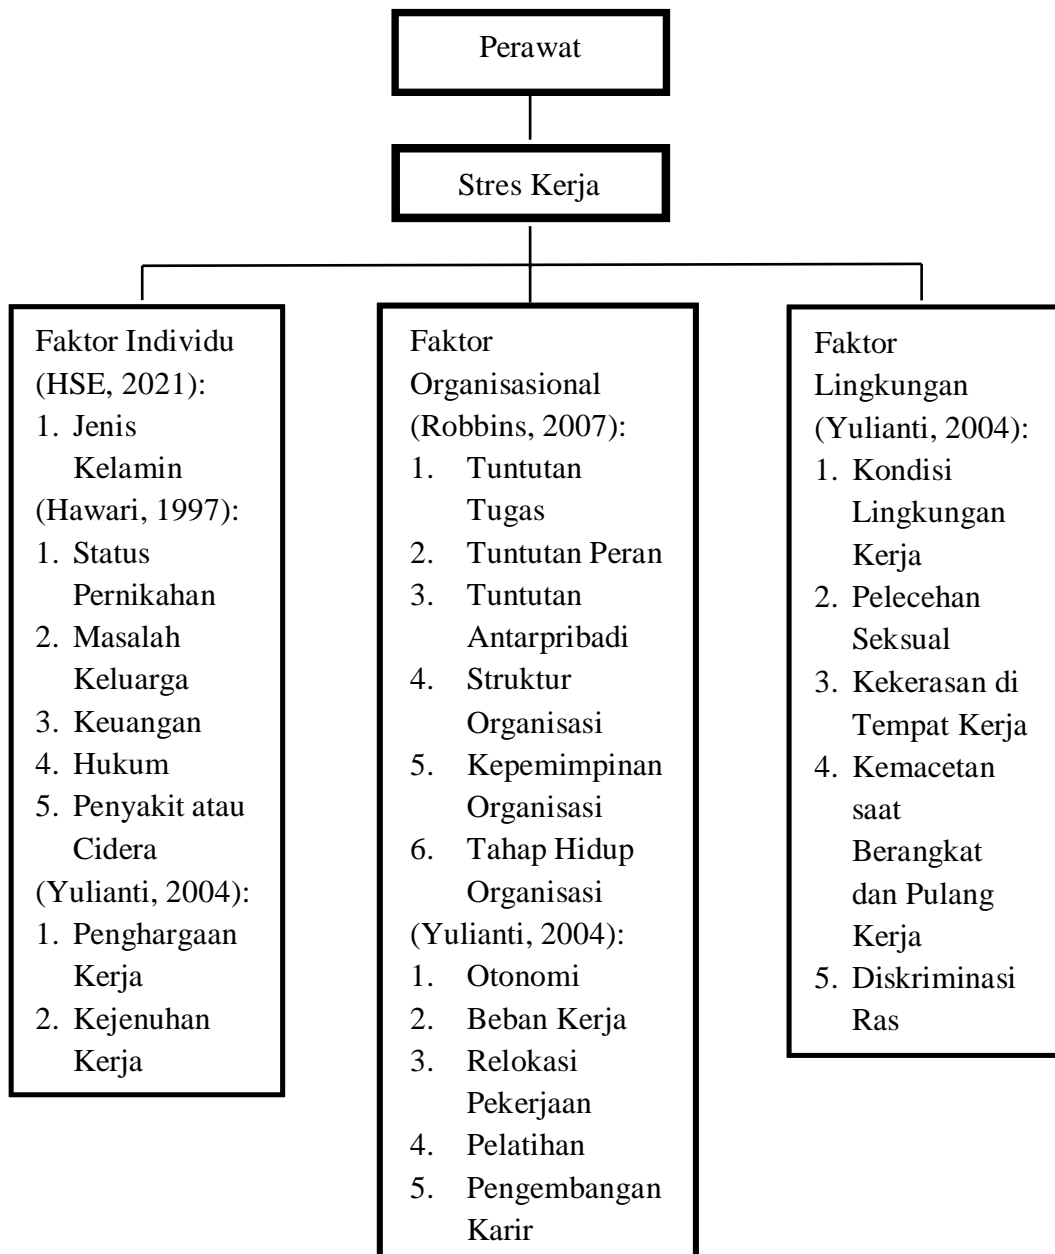 Perawat
Stres Kerja
Faktor Individu
(HSE, 2021):
1. Jenis
Kelamin
(Hawari, 1997):
1. Status
Pernikahan
2. Masalah
Keluarga
3. Keuangan
4. Hukum
5. Penyakit atau
Cidera
(Yulianti, 2004):
1. Penghargaan
Kerja
2. Kejenuhan
Kerja
Faktor
Organisasional
(Robbins, 2007):
1. Tuntutan
Tugas
2. Tuntutan Peran
3. Tuntutan
Antarpribadi
4. Struktur
Organisasi
5. Kepemimpinan
Organisasi
6. Tahap Hidup
Organisasi
(Yulianti, 2004):
1. Otonomi
2. Beban Kerja
3. Relokasi
Pekerjaan
4. Pelatihan
5. Pengembangan
Karir
Faktor
Lingkungan
(Yulianti, 2004):
1. Kondisi
Lingkungan
Kerja
2. Pelecehan
Seksual
3. Kekerasan di
Tempat Kerja
4. Kemacetan
saat
Berangkat
dan Pulang
Kerja
5. Diskriminasi
Ras